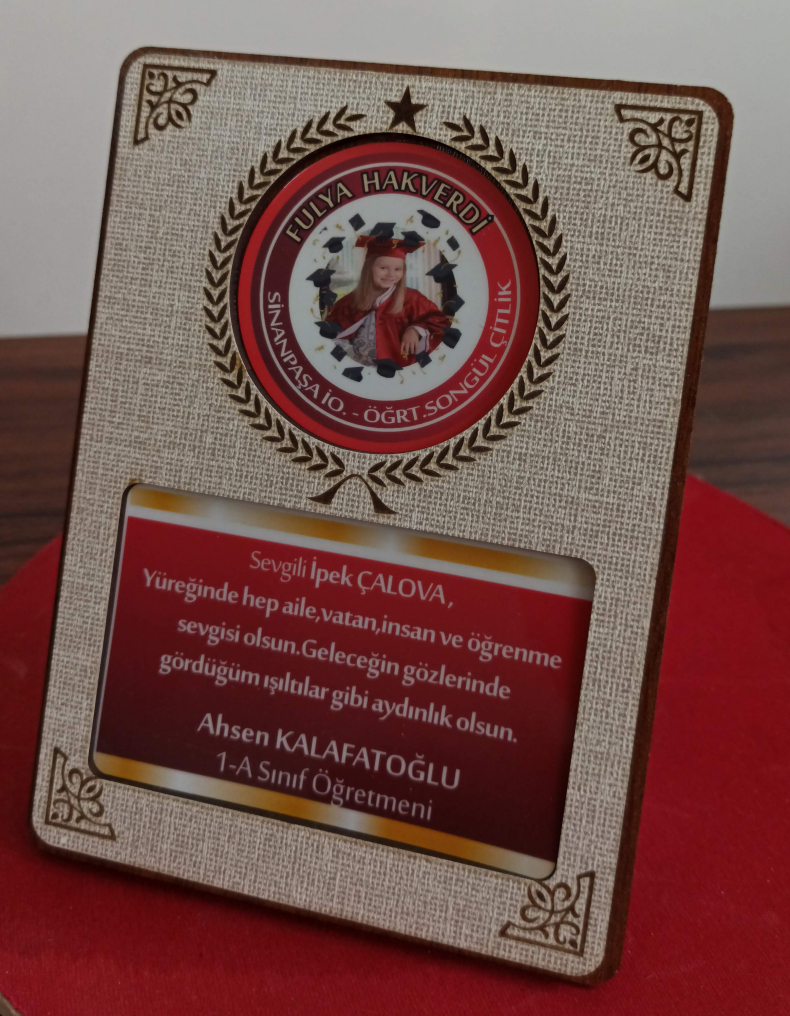 FULYA HAKVERDİ
SİNANPAŞA İO. - ÖĞRT.SONGÜL ÇİTLİK
Sevgili İpek ÇALOVA,
Yüreğinde hep aile,vatan,insan ve öğrenme
sevgisi olsun.Geleceğin gözlerinde
gördüğüm ışıltılar gibi aydınlık olsun.
Ahsen KALAFATOĞLU
1-A Sınıf Öğretmeni